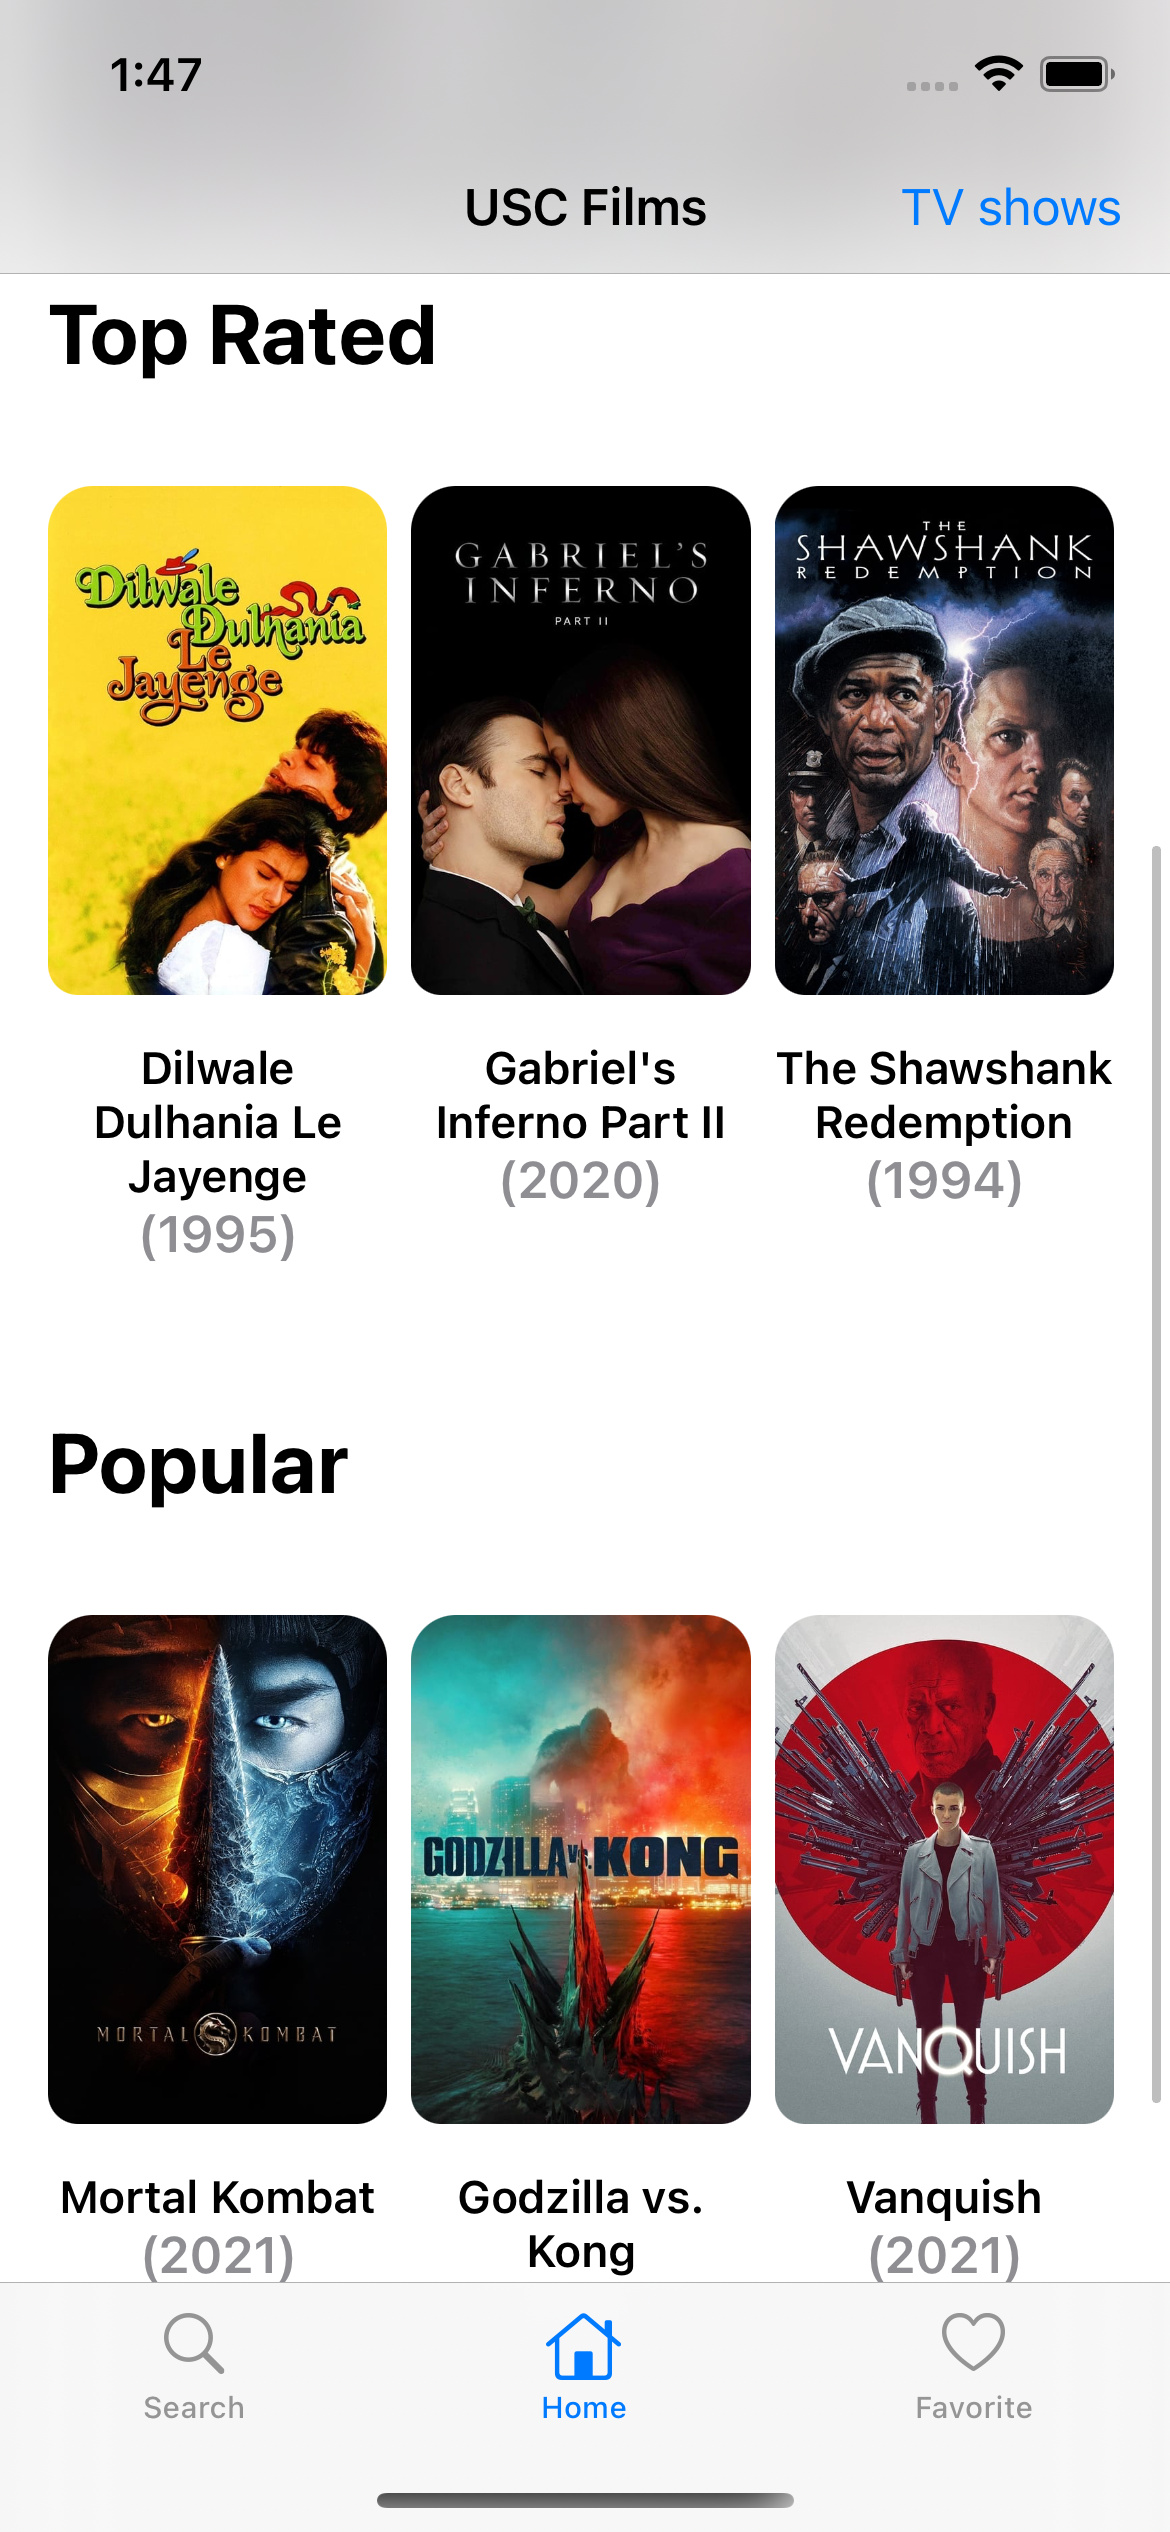 1:47
USC Films
TV shows
Top Rated
Dilwale
Dulhania
Le
Jayenge
GABRIEL'S
INFERNO
PART II
THE
SHAWSHANK
REDEMPTION
Dilwale
Dulhania Le
Jayenge
(1995)
Gabriel's
Inferno Part II
(2020)
The Shawshank
Redemption
(1994)
Popular
MORTAL KOMBAT
GODZILLA vs. KONG
VANQUISH
Mortal Kombat
(2021)
Godzilla vs.
Kong
Vanquish
(2021)
Search
Home
Favorite